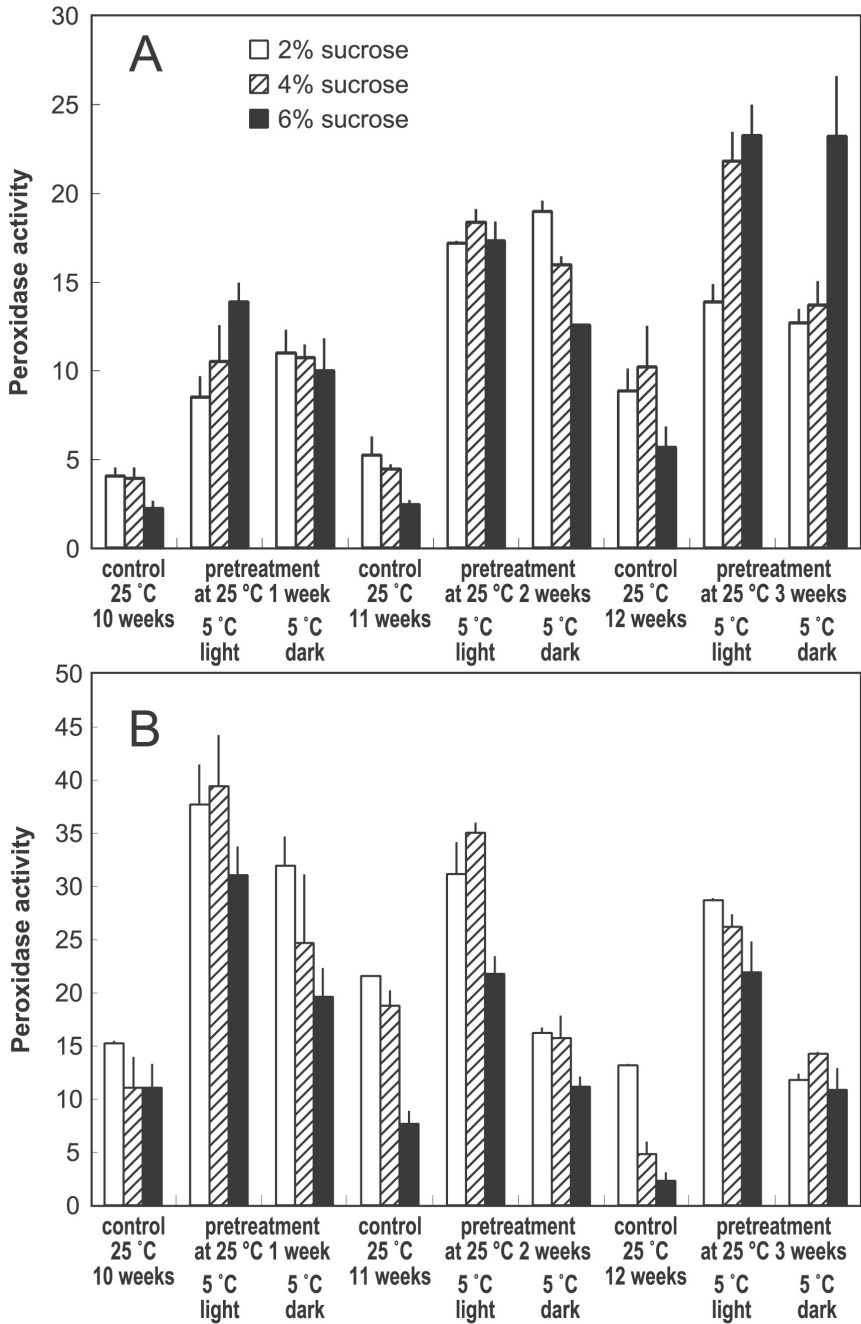 A
2% sucrose
4% sucrose
6% sucrose
Peroxidase activity
30
25
20
15
10
5
0
control
25 ˚C
10 weeks
pretreatment
at 25 °C 1 week
5 ˚C
light
5 ˚C
dark
control
25 ˚C
11 weeks
pretreatment
at 25 °C 2 weeks
5 ˚C
light
5 ˚C
dark
control
25 ˚C
12 weeks
pretreatment
at 25 °C 3 weeks
5 ˚C
light
5 ˚C
dark
B
Peroxidase activity
50
45
40
35
30
25
20
15
10
5
0
control
25 ˚C
10 weeks
pretreatment
at 25 °C 1 week
5 ˚C
light
5 ˚C
dark
control
25 ˚C
11 weeks
pretreatment
at 25 °C 2 weeks
5 ˚C
light
5 ˚C
dark
control
25 ˚C
12 weeks
pretreatment
at 25 °C 3 weeks
5 ˚C
light
5 ˚C
dark